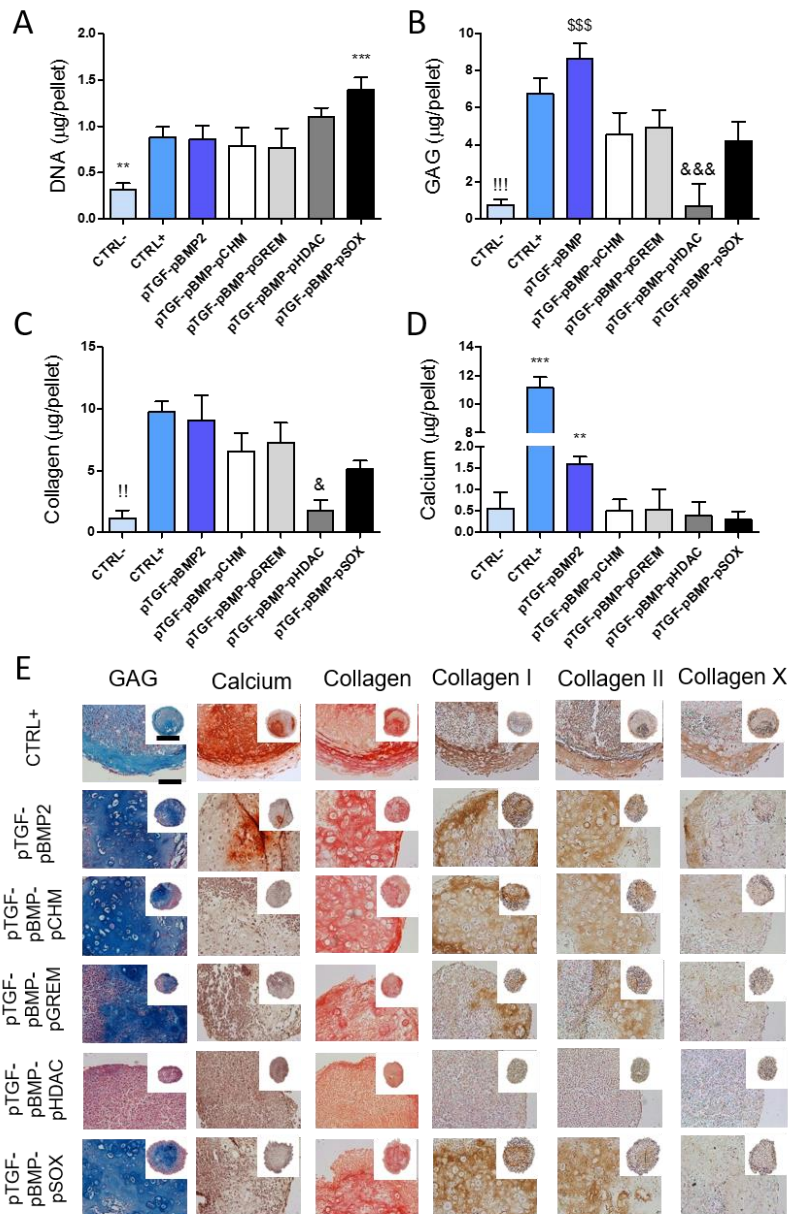 A
DNA (µg/pellet)
2.0
1.5
1.0
0.5
0.0
**
***
CTRL-
CTRL+
pTGF-pBMP2
pTGF-pBMP-pCHM
pTGF-pBMP-pGREM
pTGF-pBMP-pHDAC
pTGF-pBMP-pSOX
B
GAG (µg/pellet)
10
8
6
4
2
0
!!!
$$$
&&&
CTRL-
CTRL+
pTGF-pBMP
pTGF-pBMP-pCHM
pTGF-pBMP-pGREM
pTGF-pBMP-pHDAC
pTGF-pBMP-pSOX
C
Collagen (µg/pellet)
15
10
5
0
!!
&
CTRL-
CTRL+
pTGF-pBMP2
pTGF-pBMP-pCHM
pTGF-pBMP-pGREM
pTGF-pBMP-pHDAC
pTGF-pBMP-pSOX
D
Calcium (µg/pellet)
14
12
10
2.0
1.5
1.0
0.5
0.0
***
**
CTRL-
CTRL+
pTGF-pBMP2
pTGF-pBMP-pCHM
pTGF-pBMP-pGREM
pTGF-pBMP-pHDAC
pTGF-pBMP-pSOX
E
GAG Calcium Collagen Collagen I Collagen II Collagen X
CTRL+
pTGF-
pBMP2
pTGF-
pBMP-
pCHM
pTGF-
pBMP-
pGREM
pTGF-
pBMP-
pHDAC
pTGF-
pBMP-
pSOX